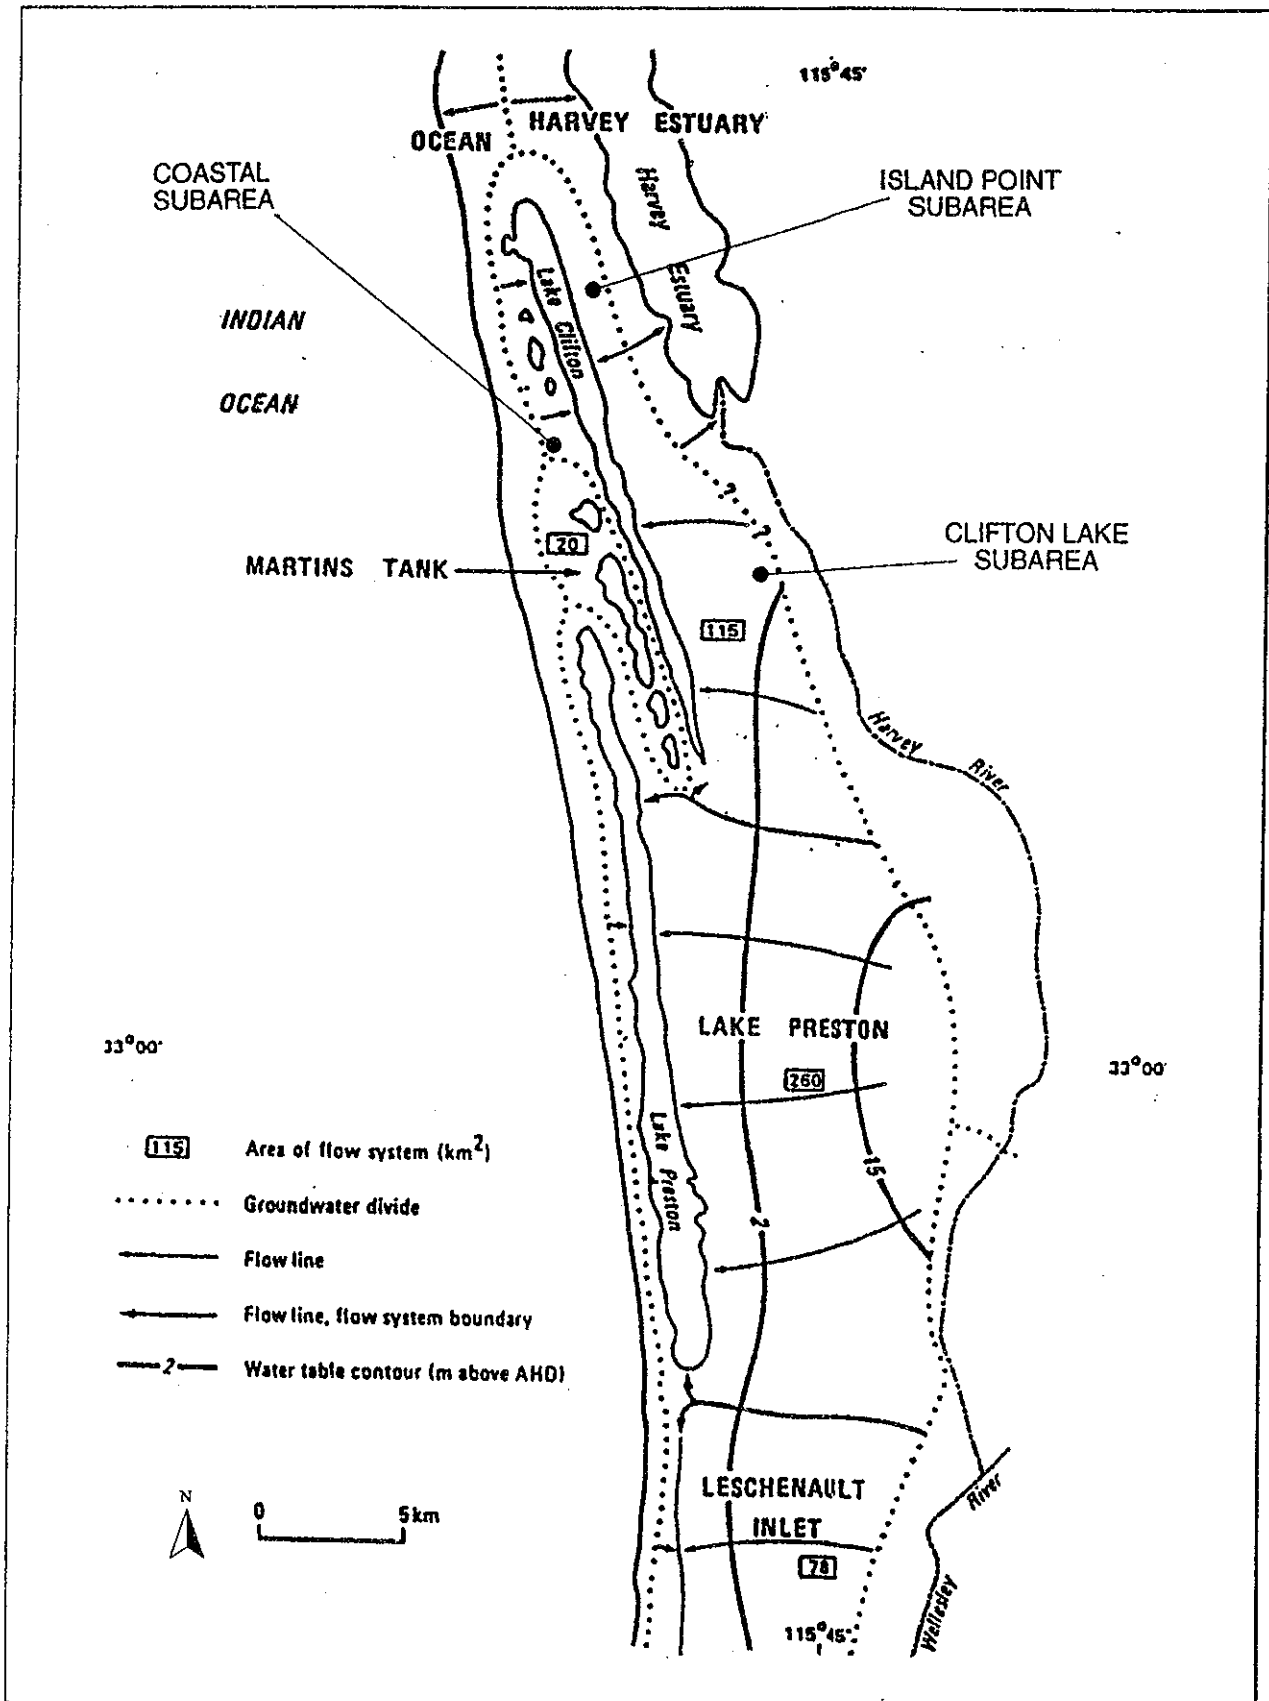 115°45'
OCEAN
HARVEY ESTUARY
COASTAL
SUBAREA
ISLAND POINT
SUBAREA
Harvey
Estuary
Lake Clifton
INDIAN
OCEAN
?
?
CLIFTON LAKE
SUBAREA
20
MARTINS TANK
115
Harvey
River
LAKE PRESTON
33°00'
33°00'
260
Lake Preston
15
2
115 Area of flow system (km²)
Groundwater divide
Flow line
Flow line, flow system boundary
2 Water table contour (m above AHD)
LESCHENAULT
INLET
River
N
0 5km
78
Wellesley
115°45'